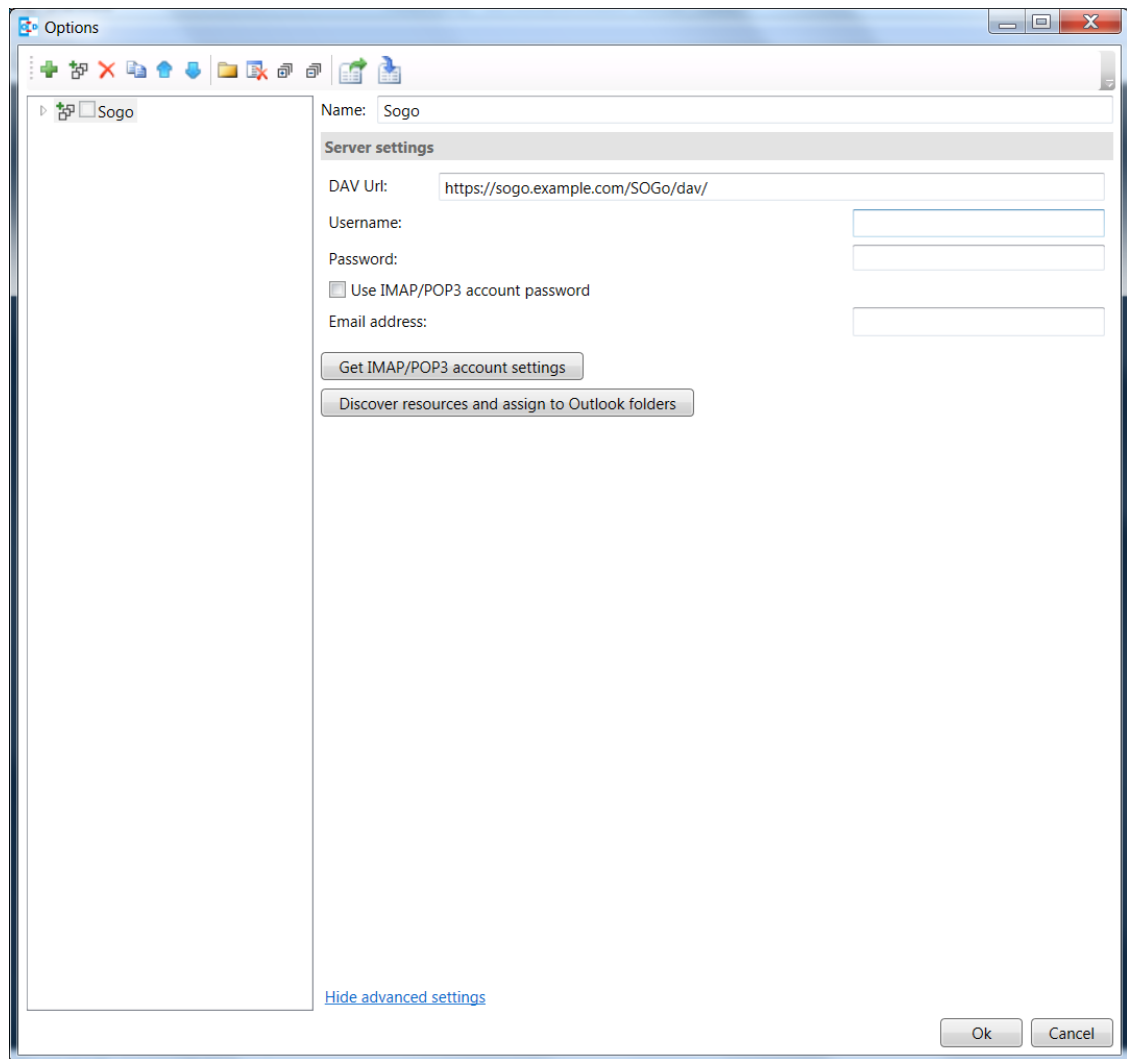 Options
Sogo
Name: Sogo
Server settings
DAV Url: https://sogo.example.com/SOGo/dav/
Username:
Password:
Use IMAP/POP3 account password
Email address:
Get IMAP/POP3 account settings
Discover resources and assign to Outlook folders
Hide advanced settings
Ok Cancel